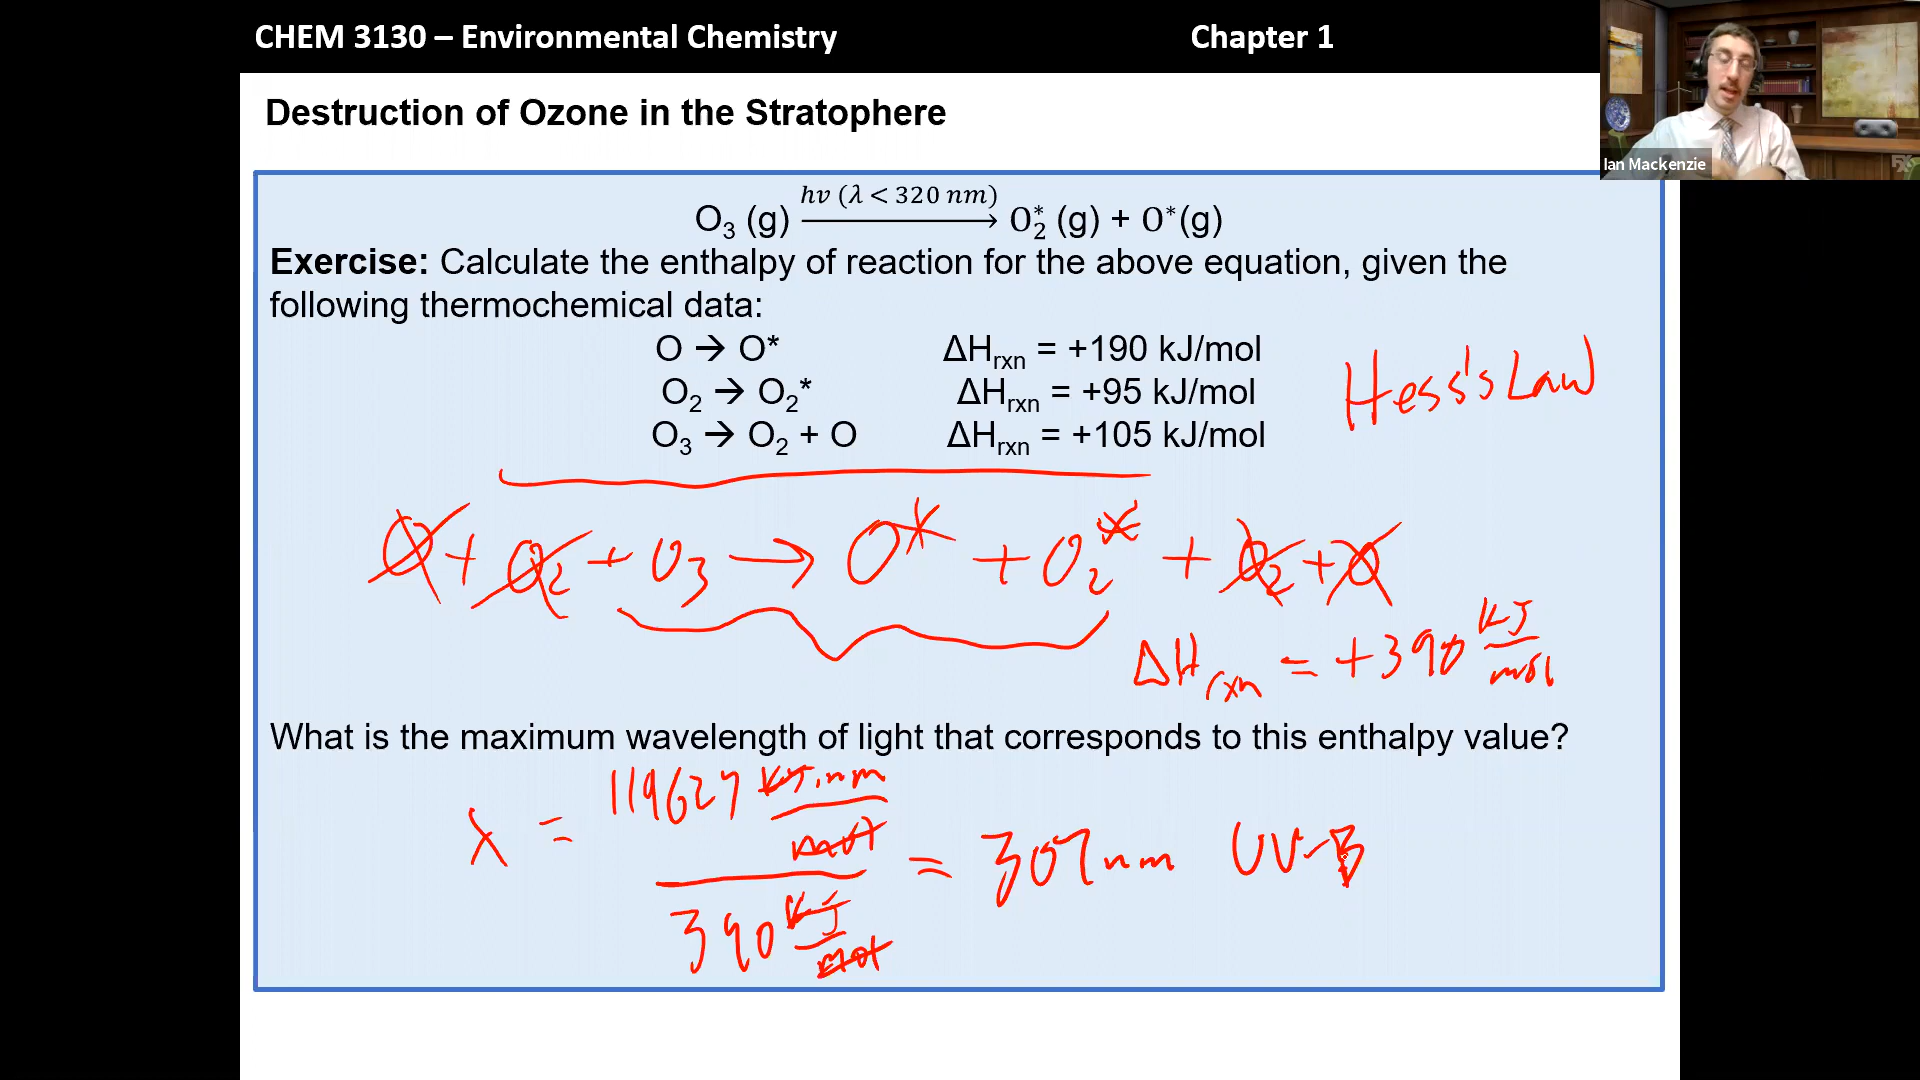 CHEM 3130 – Environmental Chemistry Chapter 1
Ian Mackenzie
Destruction of Ozone in the Stratophere
hν (λ < 320 nm)
O₃ (g) ⟶ O₂* (g) + O*(g)
Exercise: Calculate the enthalpy of reaction for the above equation, given the
following thermochemical data:
O → O* ΔHrxn = +190 kJ/mol
O₂ → O₂* ΔHrxn = +95 kJ/mol
O₃ → O₂ + O ΔHrxn = +105 kJ/mol
Hess's Law
O + O₂ + O₃ → O* + O₂* + O₂ + O
ΔHrxn = +390 kJ/mol
What is the maximum wavelength of light that corresponds to this enthalpy value?
λ = 119627 kJ·nm/mol / 390 kJ/mol = 307 nm UV-B